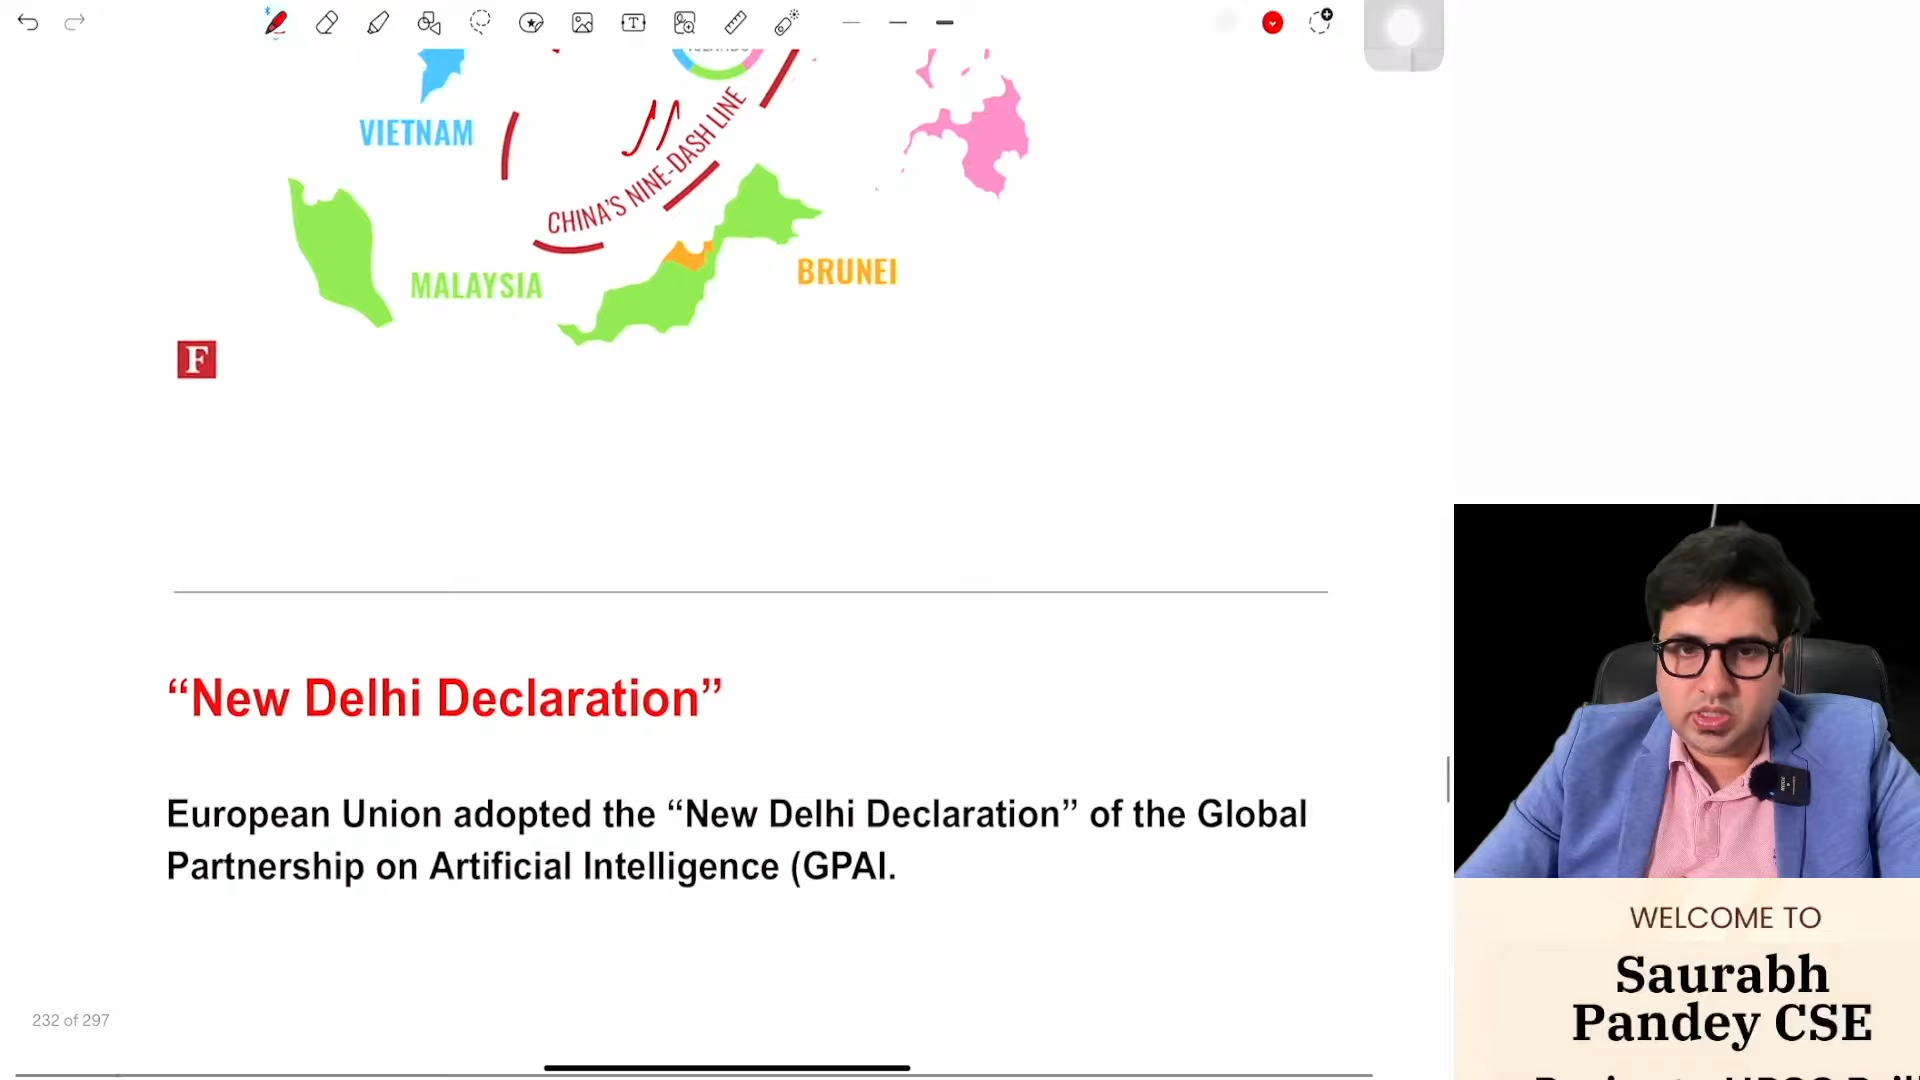 VIETNAM
CHINA'S NINE-DASH LINE
MALAYSIA
BRUNEI
F
“New Delhi Declaration”
European Union adopted the “New Delhi Declaration” of the Global
Partnership on Artificial Intelligence (GPAI.
232 of 297
WELCOME TO
Saurabh
Pandey CSE